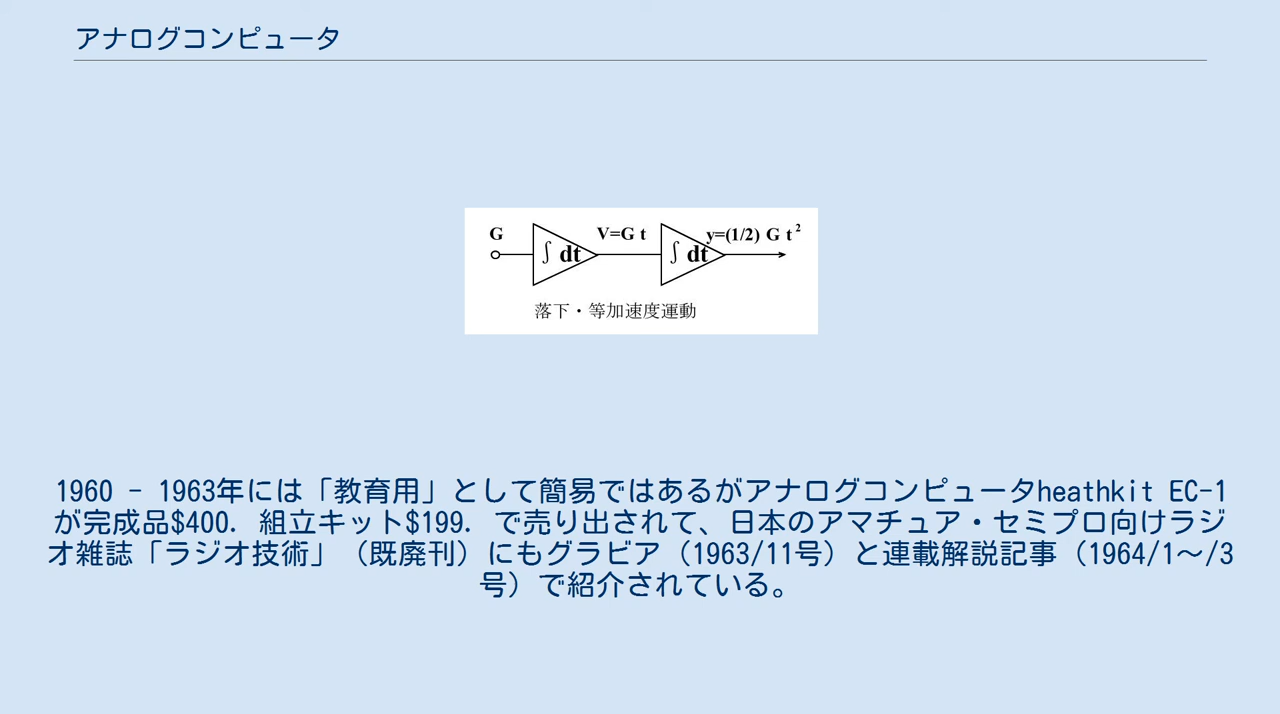 アナログコンピュータ
G V=G t y=(1/2) G t²
∫ dt ∫ dt
落下・等加速度運動
1960 - 1963年には「教育用」として簡易ではあるがアナログコンピュータheathkit EC-1
が完成品$400. 組立キット$199. で売り出されて、日本のアマチュア・セミプロ向けラジ
オ雑誌「ラジオ技術」（既廃刊）にもグラビア（1963/11号）と連載解説記事（1964/1～/3
号）で紹介されている。